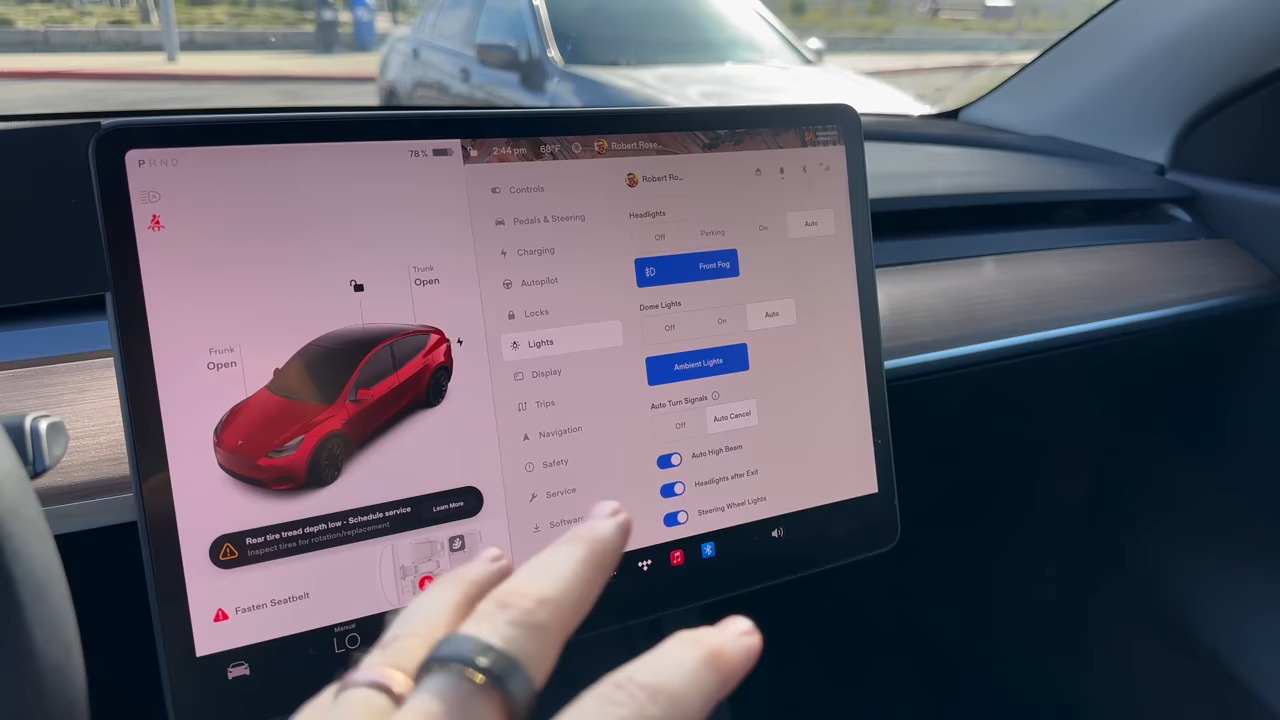 PRND
78%
2:44 pm
68°F
Robert Rose...
Trunk
Open
Frunk
Open
Rear tire tread depth low - Schedule service
Inspect tires for rotation/replacement
Learn More
Fasten Seatbelt
Manual
LO
Controls
Pedals & Steering
Charging
Autopilot
Locks
Lights
Display
Trips
Navigation
Safety
Service
Software
Robert Ro...
Headlights
Off
Parking
On
Auto
Front Fog
Dome Lights
Off
On
Auto
Ambient Lights
Auto Turn Signals
Off
Auto Cancel
Auto High Beam
Headlights after Exit
Steering Wheel Lights